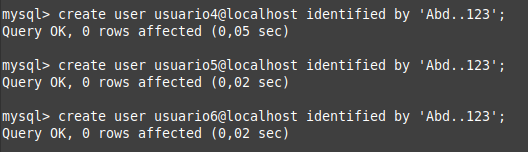 mysql> create user usuario4@localhost identified by 'Abd..123';
Query OK, 0 rows affected (0,05 sec)
mysql> create user usuario5@localhost identified by 'Abd..123';
Query OK, 0 rows affected (0,02 sec)
mysql> create user usuario6@localhost identified by 'Abd..123';
Query OK, 0 rows affected (0,02 sec)